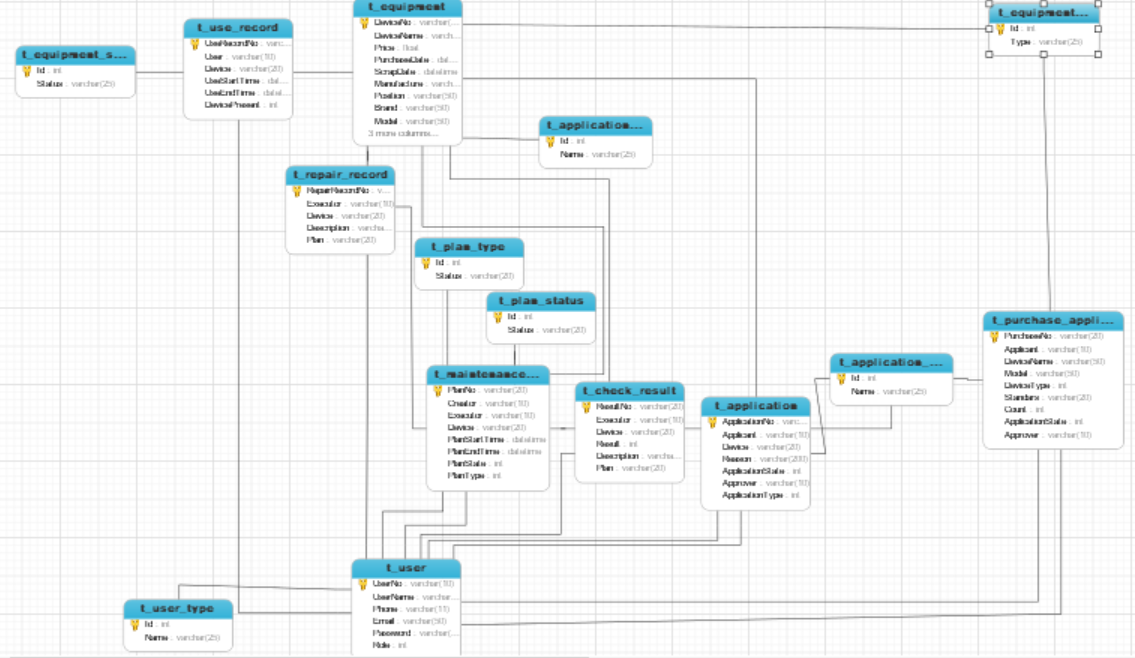 t_equipment_s...
Id : int
Status : varchar(25)
t_use_record
UseRecordNo : varc...
User : varchar(10)
Device : varchar(20)
UseStartTime : dat...
UseEndTime : datet...
DevicePresent : int
t_equipment
DeviceNo : varchar(...
DeviceName : varch...
Price : float
PurchaseDate : dat...
ScrapDate : datetime
Manufacture : varch...
Position : varchar(50)
Brand : varchar(50)
Model : varchar(50)
3 more columns...
t_equipment...
Id : int
Type : varchar(25)
t_application...
Id : int
Name : varchar(25)
t_repair_record
RepairRecordNo : v...
Executor : varchar(10)
Device : varchar(20)
Description : varcha...
Plan : varchar(20)
t_plan_type
Id : int
Status : varchar(20)
t_plan_status
Id : int
Status : varchar(20)
t_maintenance...
PlanNo : varchar(20)
Creator : varchar(10)
Executor : varchar(10)
Device : varchar(20)
PlanStartTime : datetime
PlanEndTime : datetime
PlanState : int
PlanType : int
t_check_result
ResultNo : varchar(20)
Executor : varchar(10)
Device : varchar(20)
Result : int
Description : varcha...
Plan : varchar(20)
t_application
ApplicationNo : varc...
Applicant : varchar(10)
Device : varchar(20)
Reason : varchar(200)
ApplicationState : int
Approver : varchar(10)
ApplicationType : int
t_application_...
Id : int
Name : varchar(25)
t_purchase_appli...
PurchaseNo : varchar(20)
Applicant : varchar(10)
DeviceName : varchar(50)
Model : varchar(50)
DeviceType : int
Standard : varchar(20)
Count : int
ApplicationState : int
Approver : varchar(10)
t_user
UserNo : varchar(10)
UserName : varchar...
Phone : varchar(11)
Email : varchar(50)
Password : varchar(...
Role : int
t_user_type
Id : int
Name : varchar(25)